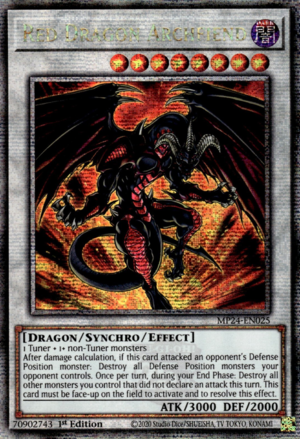 Red Dragon Archfiend
MP24-EN025
[Dragon/Synchro/Effect]
1 Tuner + 1+ non-Tuner monsters
After damage calculation, if this card attacked an opponent's Defense
Position monster: Destroy all Defense Position monsters your
opponent controls. Once per turn, during your End Phase: Destroy all
other monsters you control that did not declare an attack this turn. This
card must be face-up on the field to activate and to resolve this effect.
ATK/3000 DEF/2000
70902743 1st Edition ©2020 Studio Dice/SHUEISHA, TV TOKYO, KONAMI